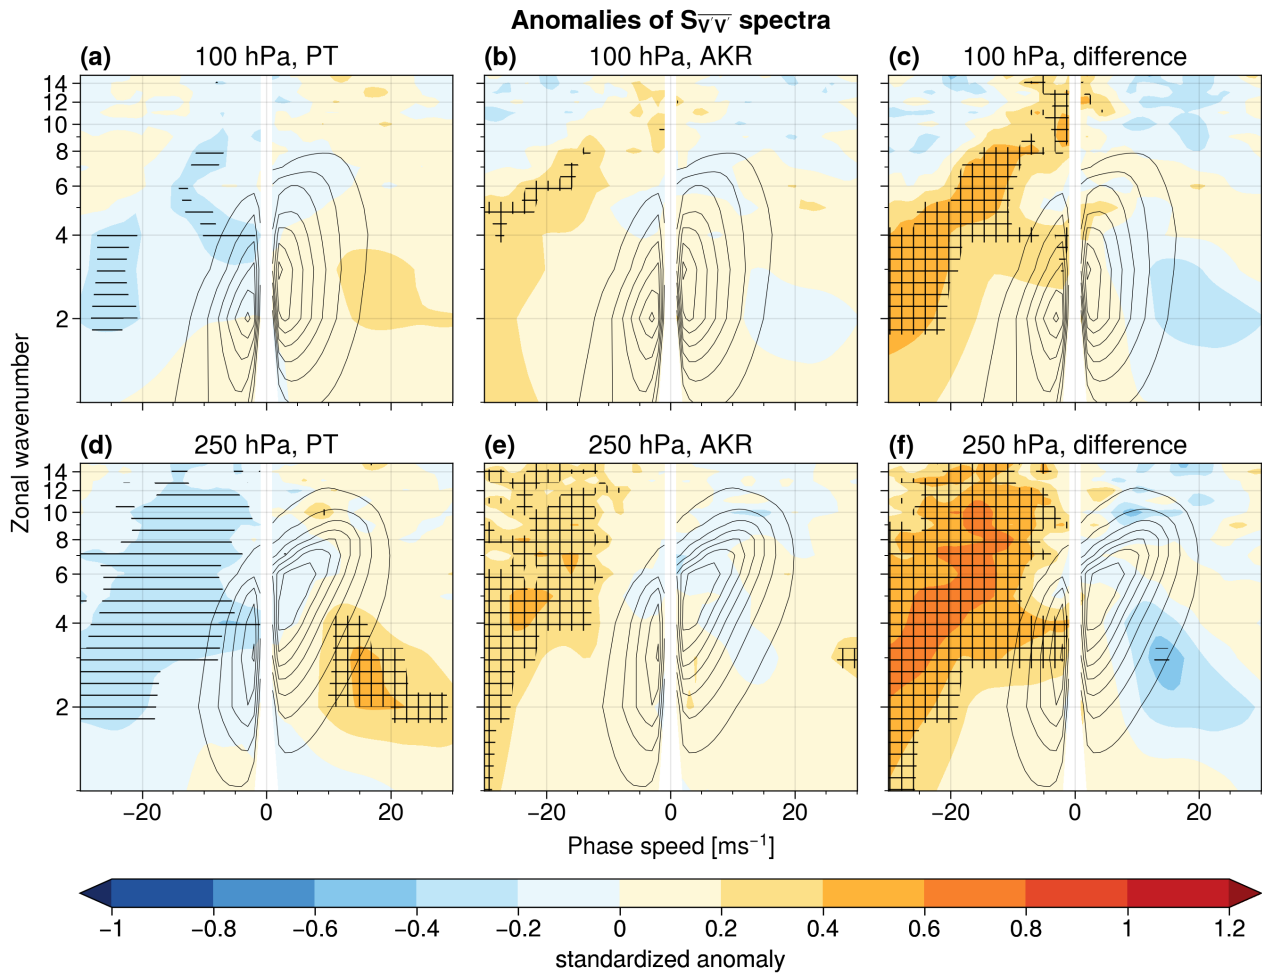 Anomalies of S_V′V′ spectra
(a) 100 hPa, PT
(b) 100 hPa, AKR
(c) 100 hPa, difference
14
12
10
8
6
4
2
(d) 250 hPa, PT
(e) 250 hPa, AKR
(f) 250 hPa, difference
14
12
10
8
6
4
2
Zonal wavenumber
−20 0 20
−20 0 20
−20 0 20
Phase speed [ms⁻¹]
−1 −0.8 −0.6 −0.4 −0.2 0 0.2 0.4 0.6 0.8 1 1.2
standardized anomaly